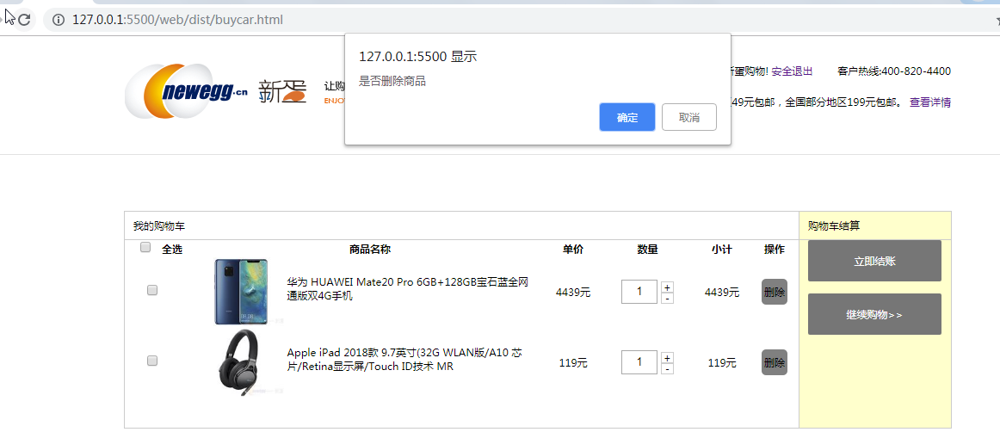 127.0.0.1:5500/web/dist/buycar.html
127.0.0.1:5500 显示
是否删除商品
确定
取消
newegg.cn 新蛋
让购
ENJO
新蛋购物! 安全退出
客户热线:400-820-4400
49元包邮，全国部分地区199元包邮。 查看详情
我的购物车
购物车结算
全选 商品名称 单价 数量 小计 操作
立即结账
华为 HUAWEI Mate20 Pro 6GB+128GB宝石蓝全网
通版双4G手机
4439元
1
+
-
4439元
删除
继续购物>>
Apple iPad 2018款 9.7英寸(32G WLAN版/A10 芯
片/Retina显示屏/Touch ID技术 MR
119元
1
+
-
119元
删除